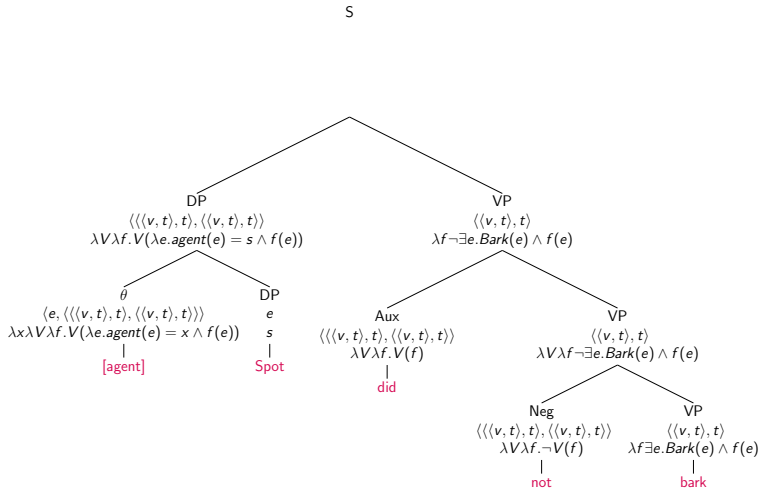 S
DP VP
⟨⟨⟨v, t⟩, t⟩, ⟨⟨v, t⟩, t⟩⟩ ⟨⟨v, t⟩, t⟩
λVλf.V(λe.agent(e) = s ∧ f(e)) λf¬∃e.Bark(e) ∧ f(e)
θ DP Aux VP
⟨e, ⟨⟨⟨v, t⟩, t⟩, ⟨⟨v, t⟩, t⟩⟩⟩ e ⟨⟨⟨v, t⟩, t⟩, ⟨⟨v, t⟩, t⟩⟩ ⟨⟨v, t⟩, t⟩
λxλVλf.V(λe.agent(e) = x ∧ f(e)) s λVλf.V(f) λVλf¬∃e.Bark(e) ∧ f(e)
[agent] Spot did
Neg VP
⟨⟨⟨v, t⟩, t⟩, ⟨⟨v, t⟩, t⟩⟩ ⟨⟨v, t⟩, t⟩
λVλf.¬V(f) λf∃e.Bark(e) ∧ f(e)
not bark